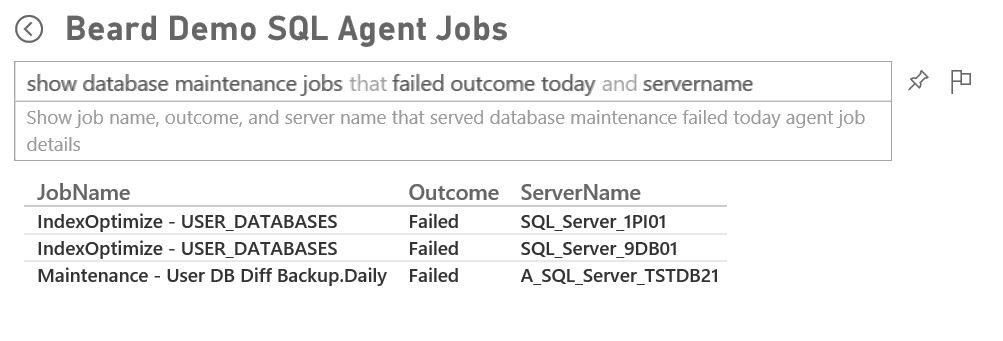 Beard Demo SQL Agent Jobs
show database maintenance jobs that failed outcome today and servername
Show job name, outcome, and server name that served database maintenance failed today agent job
details
JobName Outcome ServerName
IndexOptimize - USER_DATABASES Failed SQL_Server_1PI01
IndexOptimize - USER_DATABASES Failed SQL_Server_9DB01
Maintenance - User DB Diff Backup.Daily Failed A_SQL_Server_TSTDB21